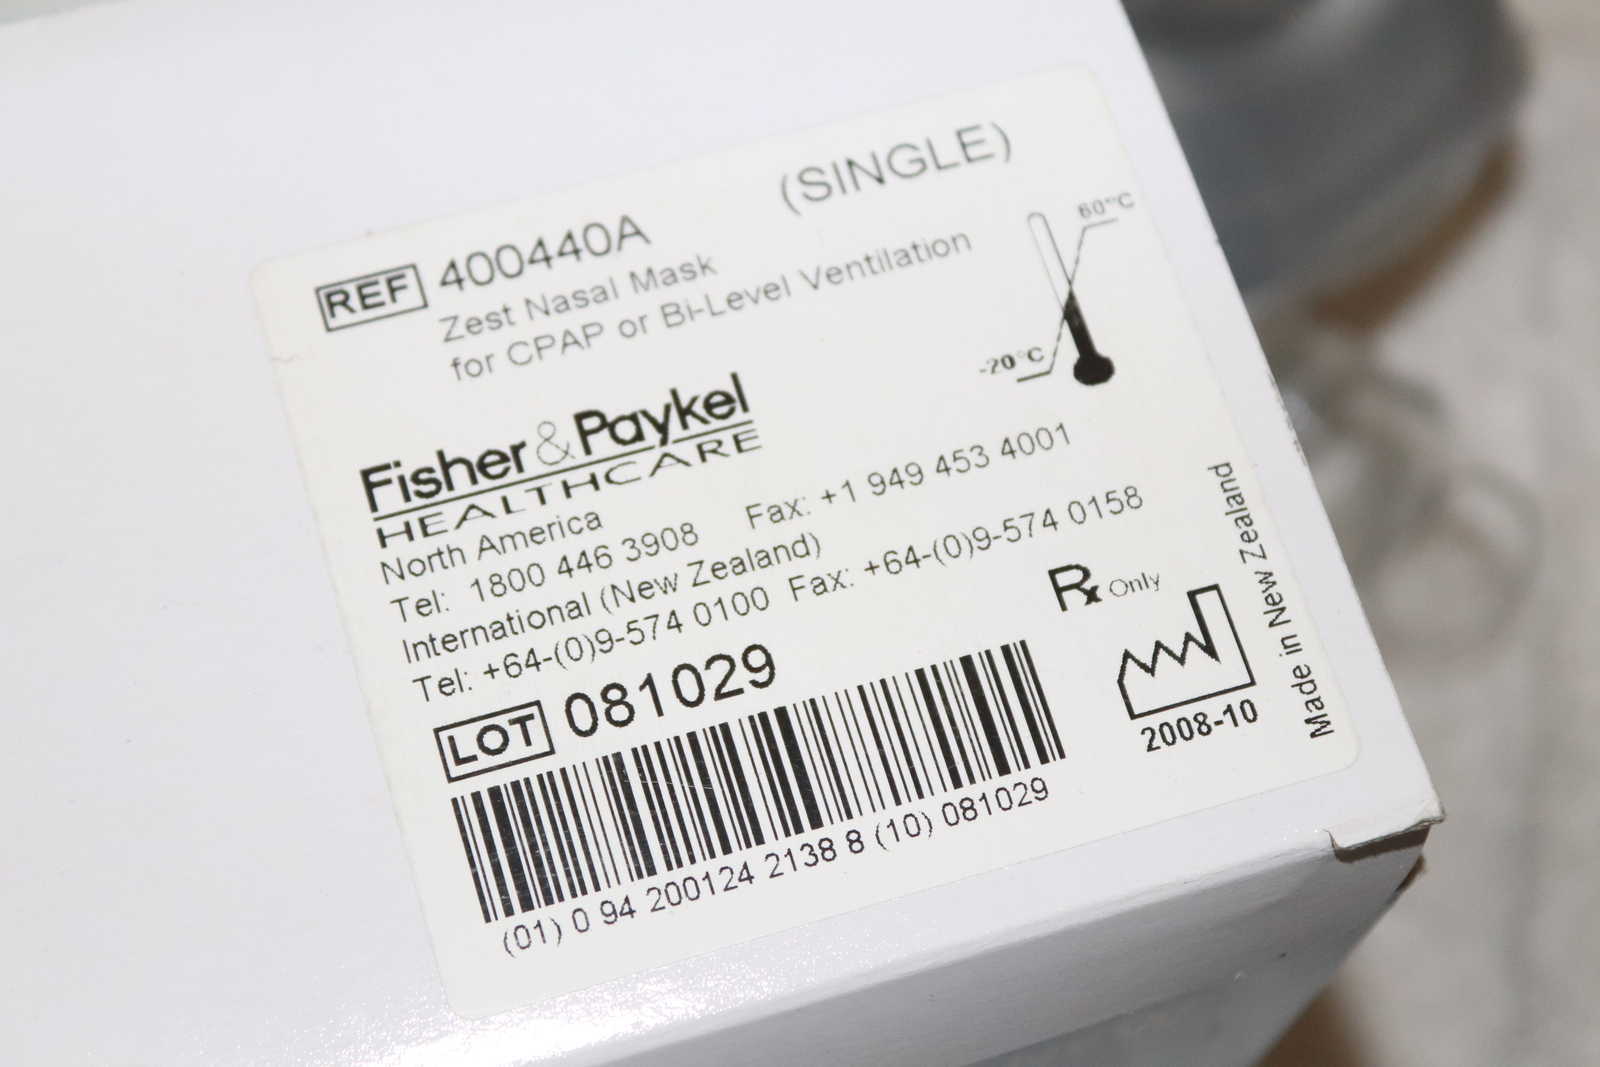 (SINGLE)
REF 400440A
Zest Nasal Mask
for CPAP or Bi-Level Ventilation
60°C
-20°C
Fisher & Paykel
HEALTHCARE
North America
Tel: 1800 446 3908 Fax: +1 949 453 4001
International (New Zealand)
Tel: +64-(0)9-574 0100 Fax: +64-(0)9-574 0158
Rx Only
LOT 081029
2008-10
Made in New Zealand
(01) 0 94 200124 2138 8 (10) 081029